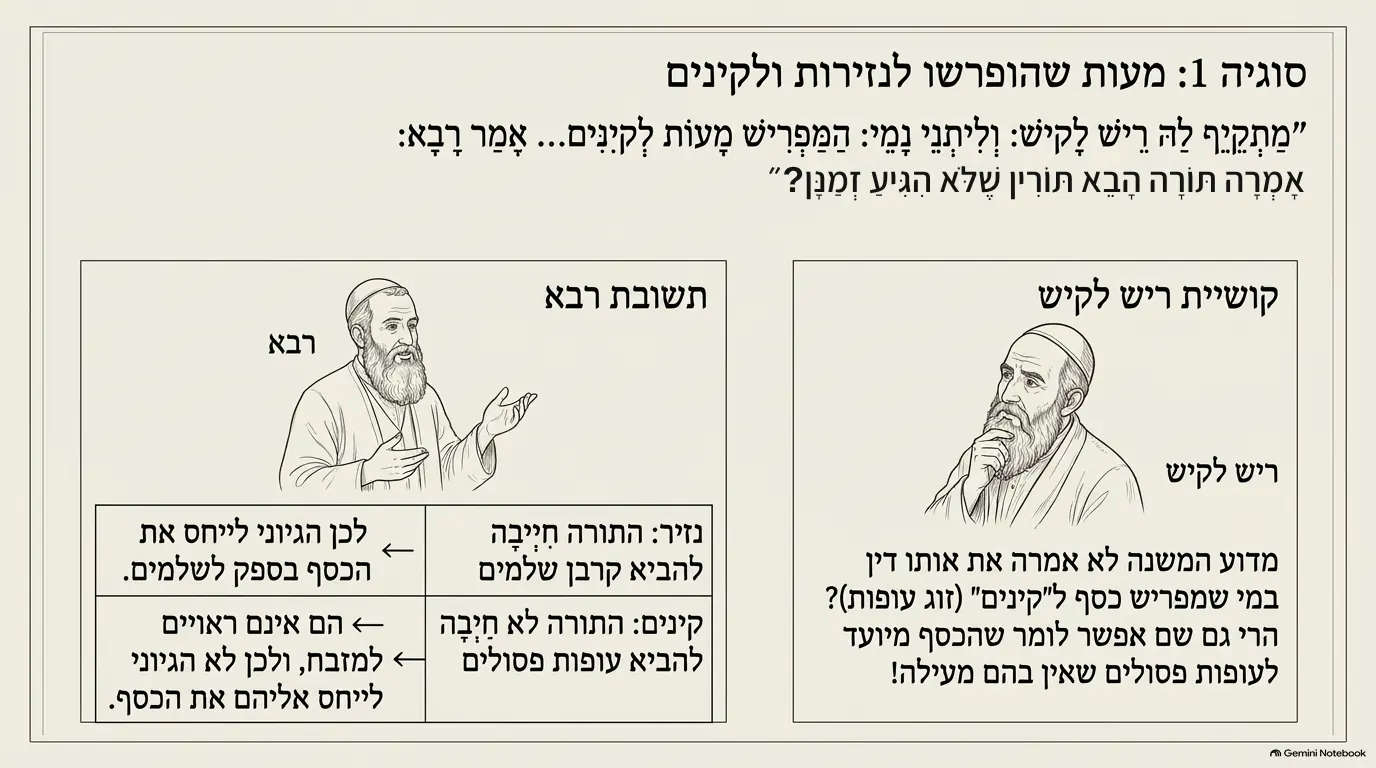 סוגיה 1: מעות שהופרשו לנזירות ולקינים
"מַתְקֵיף לַהּ רֵישׁ לָקִישׁ: וְלִיתְנֵי נָמֵי: הַמַּפְרִישׁ מָעוֹת לְקִינִּים... אָמַר רָבָא:
אָמְרָה תּוֹרָה הָבֵא תּוֹרִין שֶׁלֹּא הִגִּיעַ זְמַנָּן?"
קושיית ריש לקיש
ריש לקיש
מדוע המשנה לא אמרה את אותו דין
במי שמפריש כסף ל"קינים" (זוג עופות)?
הרי גם שם אפשר לומר שהכסף מיועד
לעופות פסולים שאין בהם מעילה!
תשובת רבא
רבא
נזיר: התורה חִיְיבָה
להביא קרבן שלמים
← לכן הגיוני לייחס את
הכסף בספק לשלמים.
קינים: התורה לא חַיְבָה
להביא עופות פסולים
← הם אינם ראויים
← למזבח, ולכן לא הגיוני
לייחס אליהם את הכסף.
Gemini Notebook